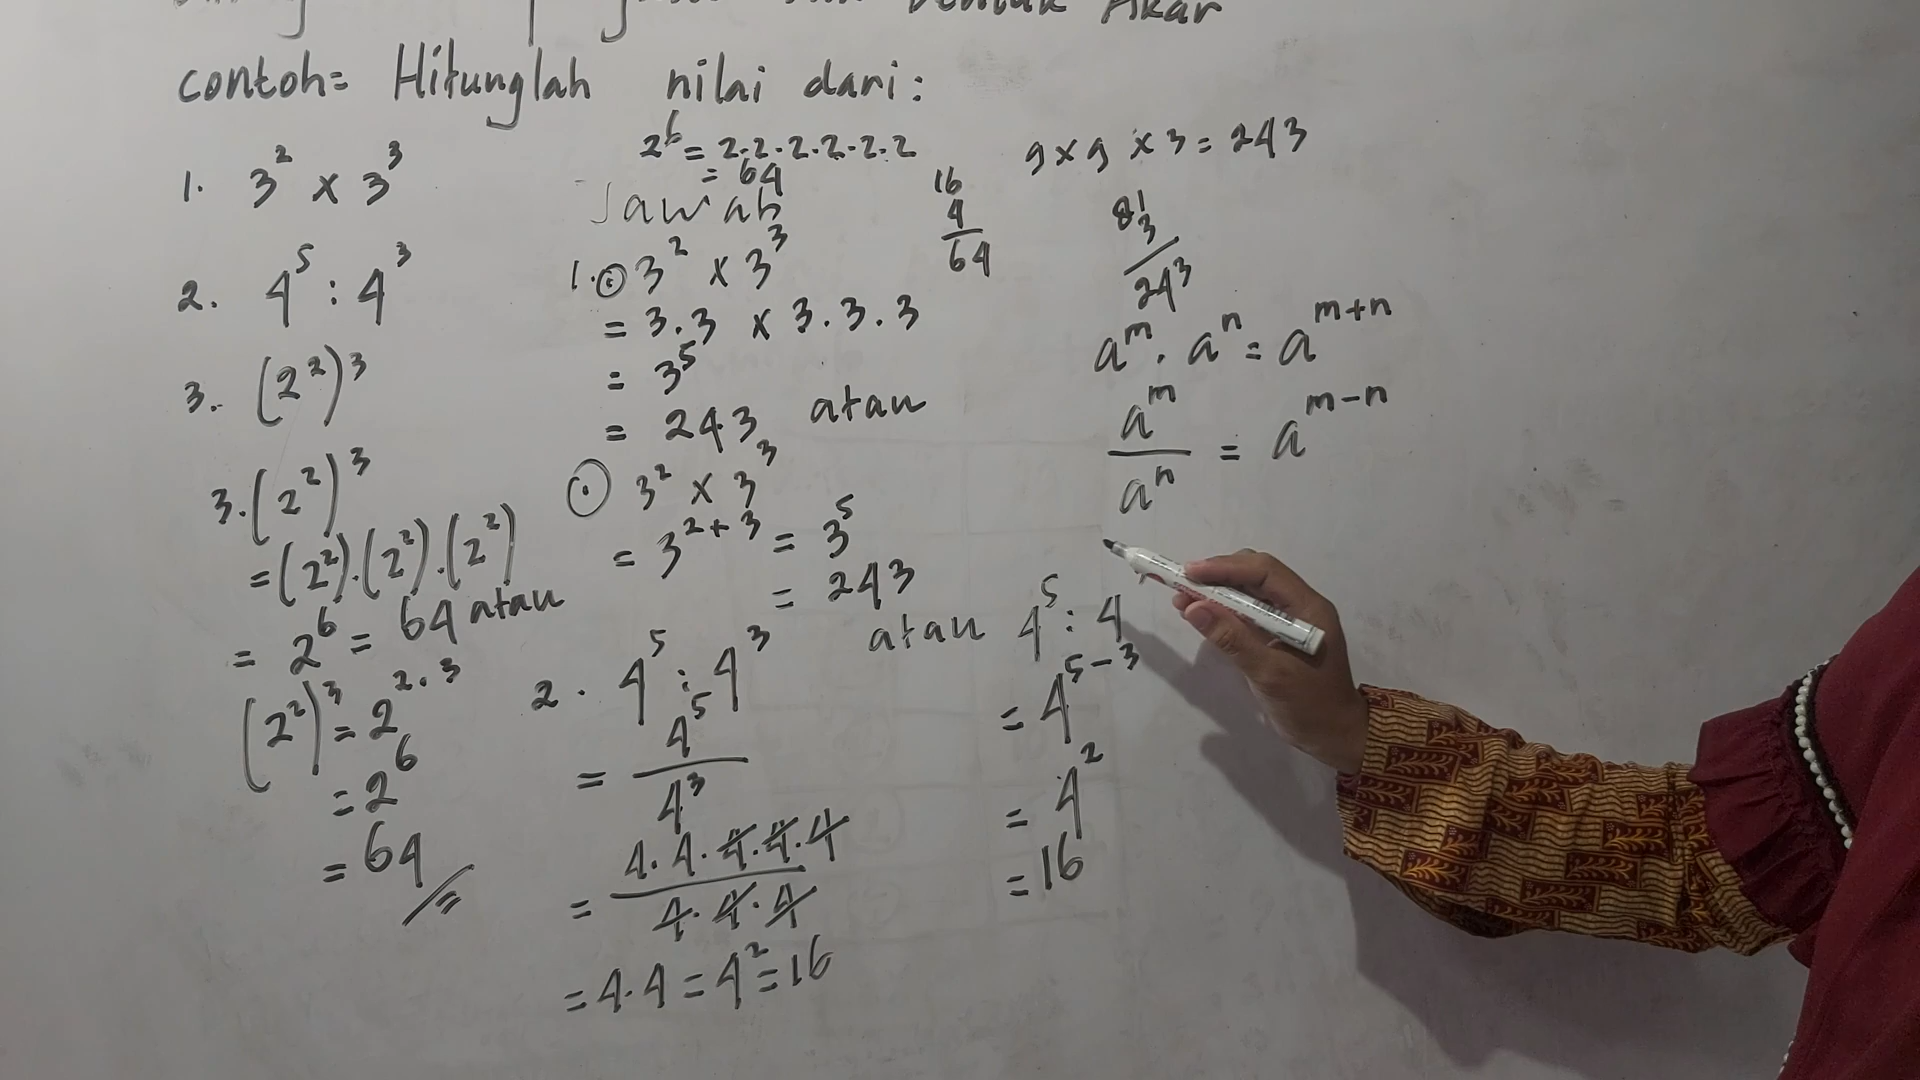 Bentuk Akar
contoh= Hitunglah nilai dari:
1. 3² x 3³
2. 4⁵ : 4³
3. (2²)³
3. (2²)³
= (2²).(2²).(2²)
= 2⁶ = 64 atau
(2²)³ = 2²·³
= 2⁶
= 64
2⁶ = 2.2.2.2.2.2
= 64
Jawab
1. 3² x 3³
= 3.3 x 3.3.3
= 3⁵
= 243 atau
3² x 3³
= 3²⁺³ = 3⁵
= 243
2. 4⁵ : 4³
= 4⁵
4³
= 4.4.4.4.4
4.4.4
= 4.4 = 4² = 16
16
4
64
9 x 9 x 3 = 243
81
3
243
aᵐ . aⁿ = aᵐ⁺ⁿ
aᵐ
aⁿ
= aᵐ⁻ⁿ
atau 4⁵ : 4
= 4⁵⁻³
= 4²
= 16